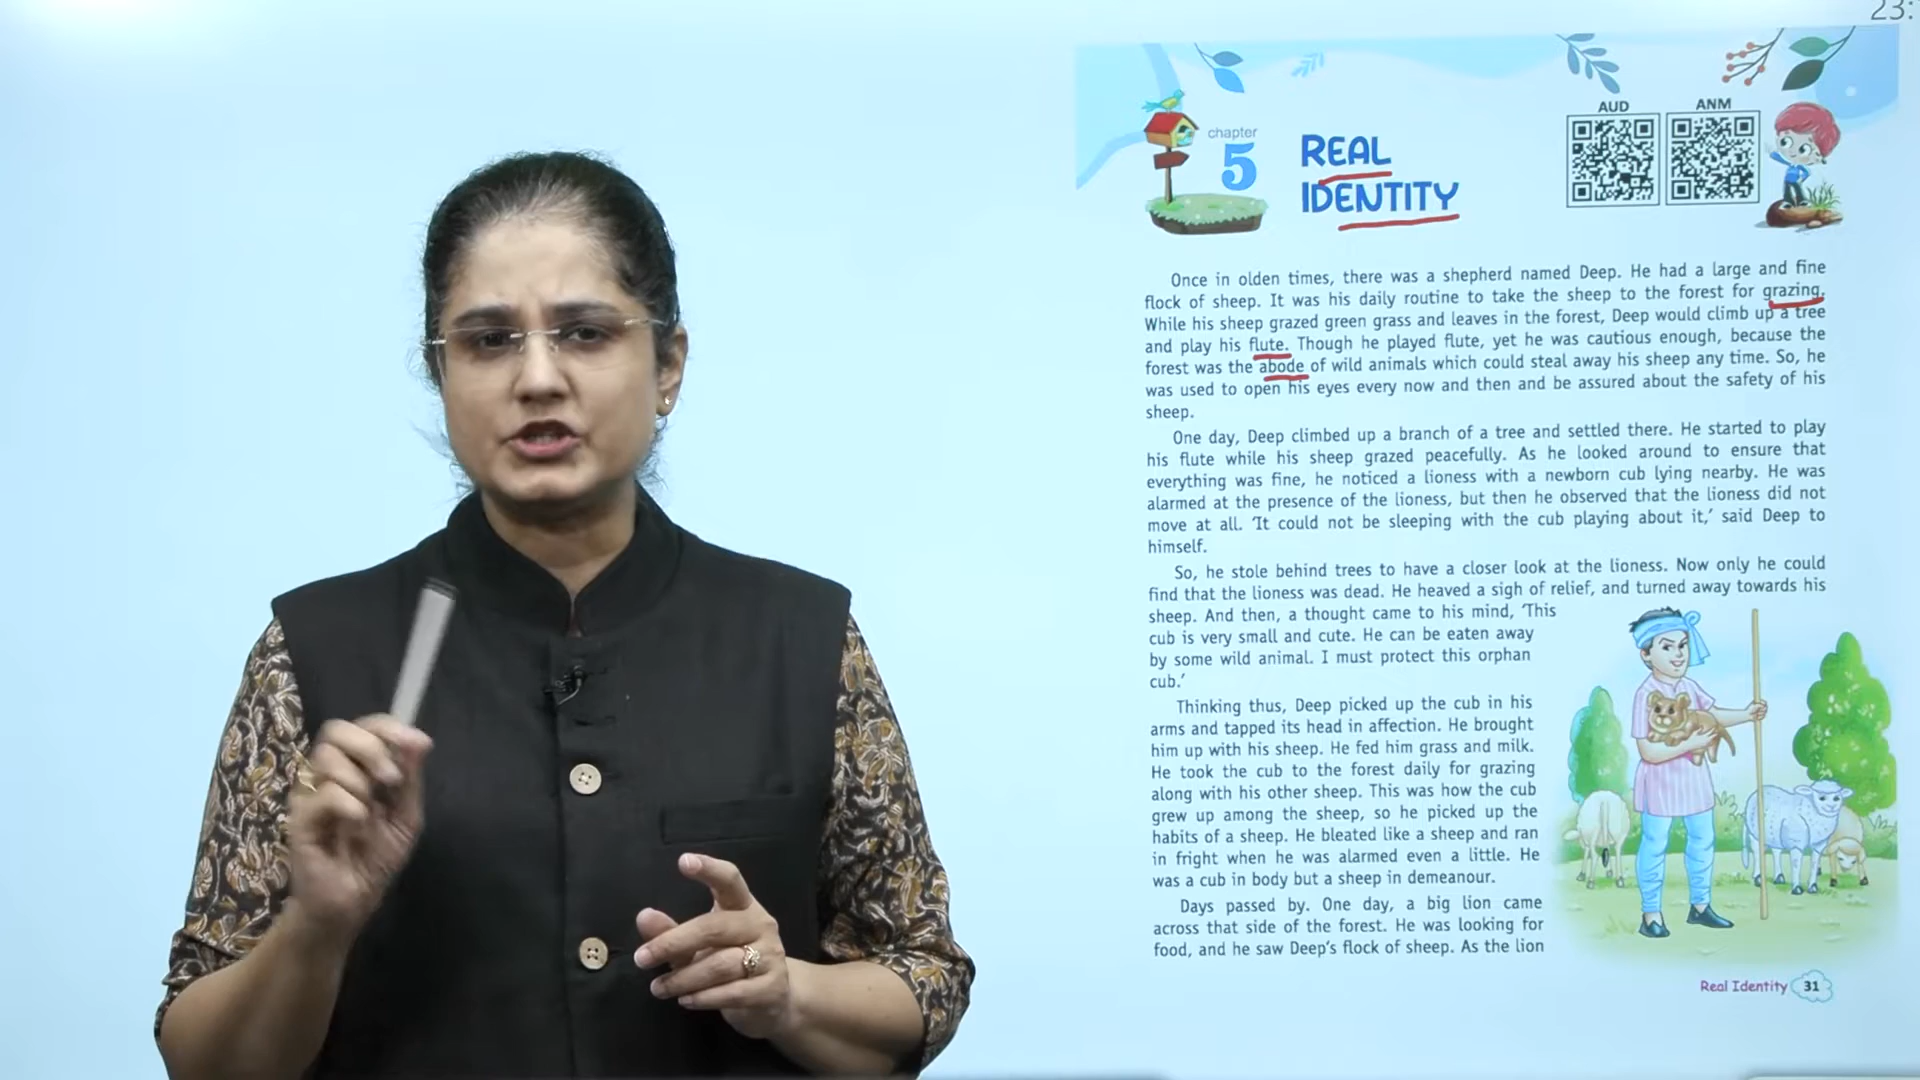 23:
AUD
ANM
chapter
5
REAL
IDENTITY
Once in olden times, there was a shepherd named Deep. He had a large and fine
flock of sheep. It was his daily routine to take the sheep to the forest for grazing.
While his sheep grazed green grass and leaves in the forest, Deep would climb up a tree
and play his flute. Though he played flute, yet he was cautious enough, because the
forest was the abode of wild animals which could steal away his sheep any time. So, he
was used to open his eyes every now and then and be assured about the safety of his
sheep.
One day, Deep climbed up a branch of a tree and settled there. He started to play
his flute while his sheep grazed peacefully. As he looked around to ensure that
everything was fine, he noticed a lioness with a newborn cub lying nearby. He was
alarmed at the presence of the lioness, but then he observed that the lioness did not
move at all. ‘It could not be sleeping with the cub playing about it,’ said Deep to
himself.
So, he stole behind trees to have a closer look at the lioness. Now only he could
find that the lioness was dead. He heaved a sigh of relief, and turned away towards his
sheep. And then, a thought came to his mind, ‘This
cub is very small and cute. He can be eaten away
by some wild animal. I must protect this orphan
cub.’
Thinking thus, Deep picked up the cub in his
arms and tapped its head in affection. He brought
him up with his sheep. He fed him grass and milk.
He took the cub to the forest daily for grazing
along with his other sheep. This was how the cub
grew up among the sheep, so he picked up the
habits of a sheep. He bleated like a sheep and ran
in fright when he was alarmed even a little. He
was a cub in body but a sheep in demeanour.
Days passed by. One day, a big lion came
across that side of the forest. He was looking for
food, and he saw Deep’s flock of sheep. As the lion
Real Identity 31